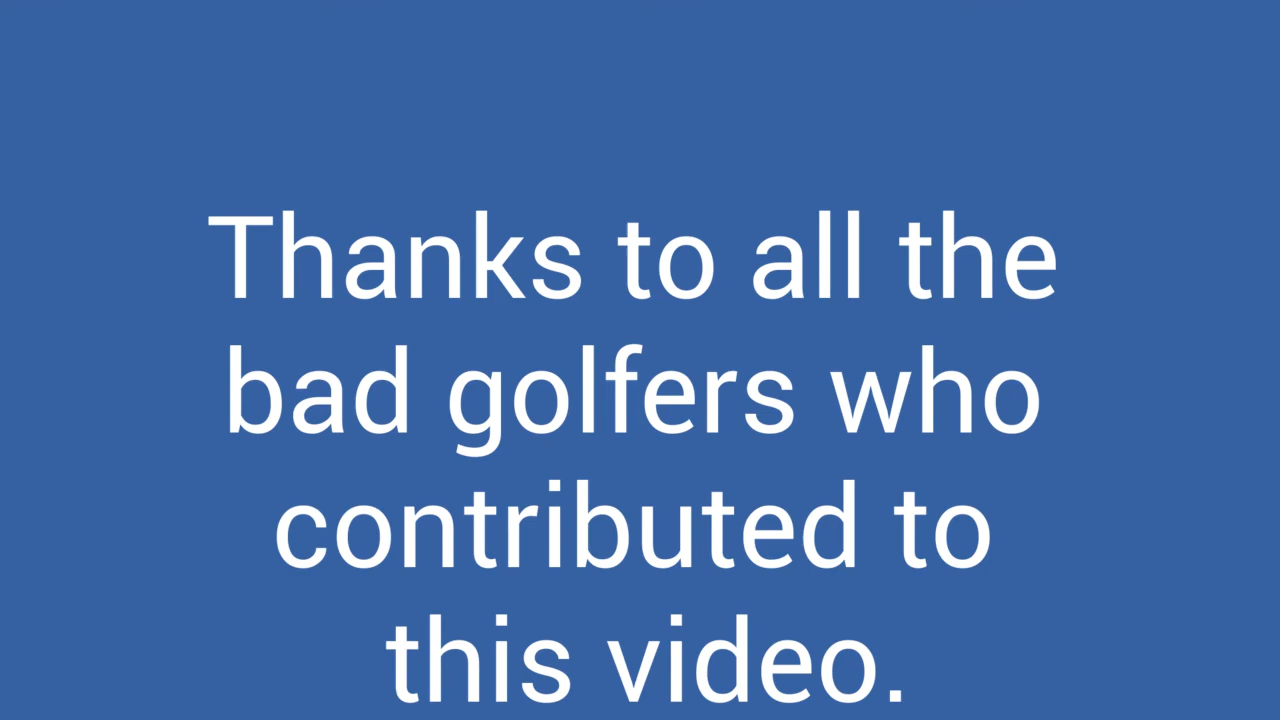 Thanks to all the
bad golfers who
contributed to
this video.